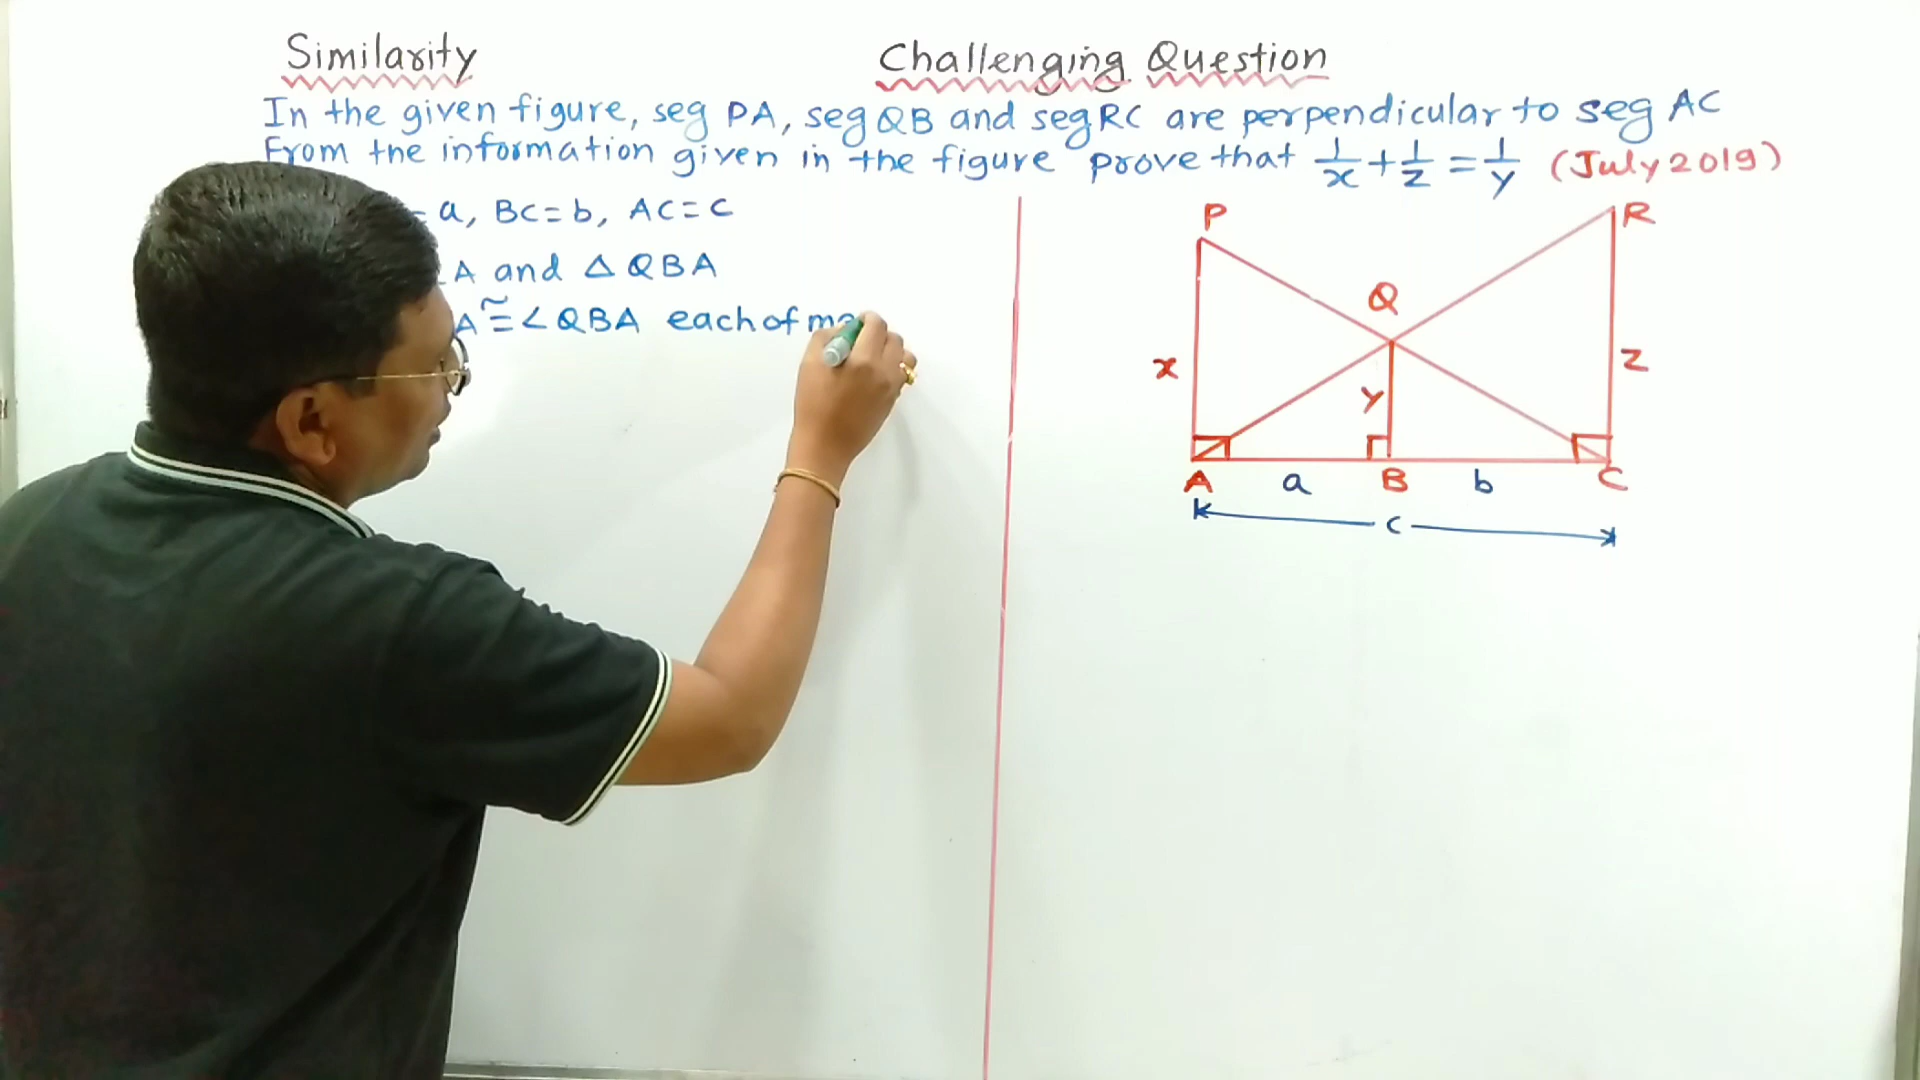 Similarity
Challenging Question
In the given figure, seg PA, seg QB and seg RC are perpendicular to seg AC
From the information given in the figure prove that 1/x + 1/z = 1/y (July 2019)
= a, BC = b, AC = c
A and △ QBA
A ≅ ∠ QBA each of me
P
R
Q
x
y
z
A a B b C
c